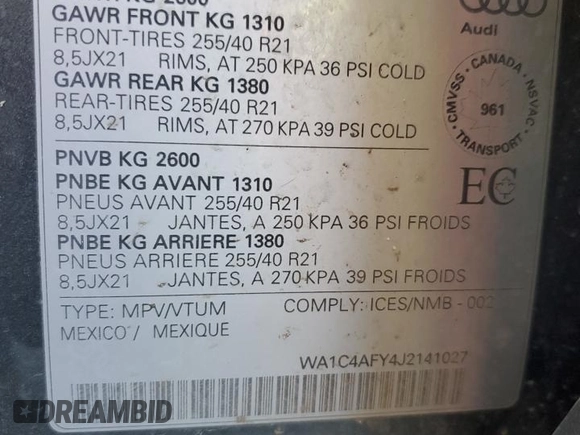 KG 2600
GAWR FRONT KG 1310
FRONT-TIRES 255/40 R21
8,5JX21 RIMS, AT 250 KPA 36 PSI COLD
GAWR REAR KG 1380
REAR-TIRES 255/40 R21
8,5JX21 RIMS, AT 270 KPA 39 PSI COLD
Audi
CMVSS - CANADA - NSVAC
961
TRANSPORT
EC
PNVB KG 2600
PNBE KG AVANT 1310
PNEUS AVANT 255/40 R21
8,5JX21 JANTES, A 250 KPA 36 PSI FROIDS
PNBE KG ARRIERE 1380
PNEUS ARRIERE 255/40 R21
8,5JX21 JANTES, A 270 KPA 39 PSI FROIDS
TYPE: MPV/VTUM COMPLY: ICES/NMB - 002
MEXICO / MEXIQUE
WA1C4AFY4J2141027
DREAMBID